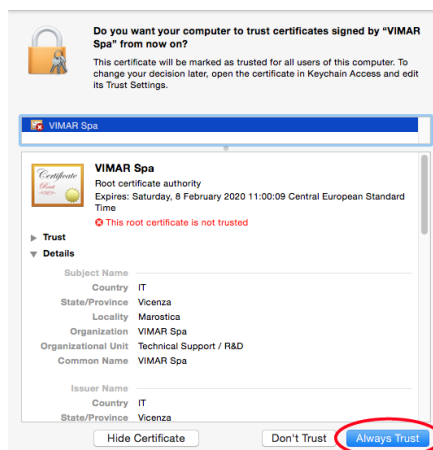 Do you want your computer to trust certificates signed by “VIMAR
Spa” from now on?
This certificate will be marked as trusted for all users of this computer. To
change your decision later, open the certificate in Keychain Access and edit
its Trust Settings.
VIMAR Spa
Certificate
Root
VIMAR Spa
Root certificate authority
Expires: Saturday, 8 February 2020 11:00:09 Central European Standard
Time
This root certificate is not trusted
Trust
Details
Subject Name
Country IT
State/Province Vicenza
Locality Marostica
Organization VIMAR Spa
Organizational Unit Technical Support / R&D
Common Name VIMAR Spa
Issuer Name
Country IT
State/Province Vicenza
Hide Certificate Don't Trust Always Trust